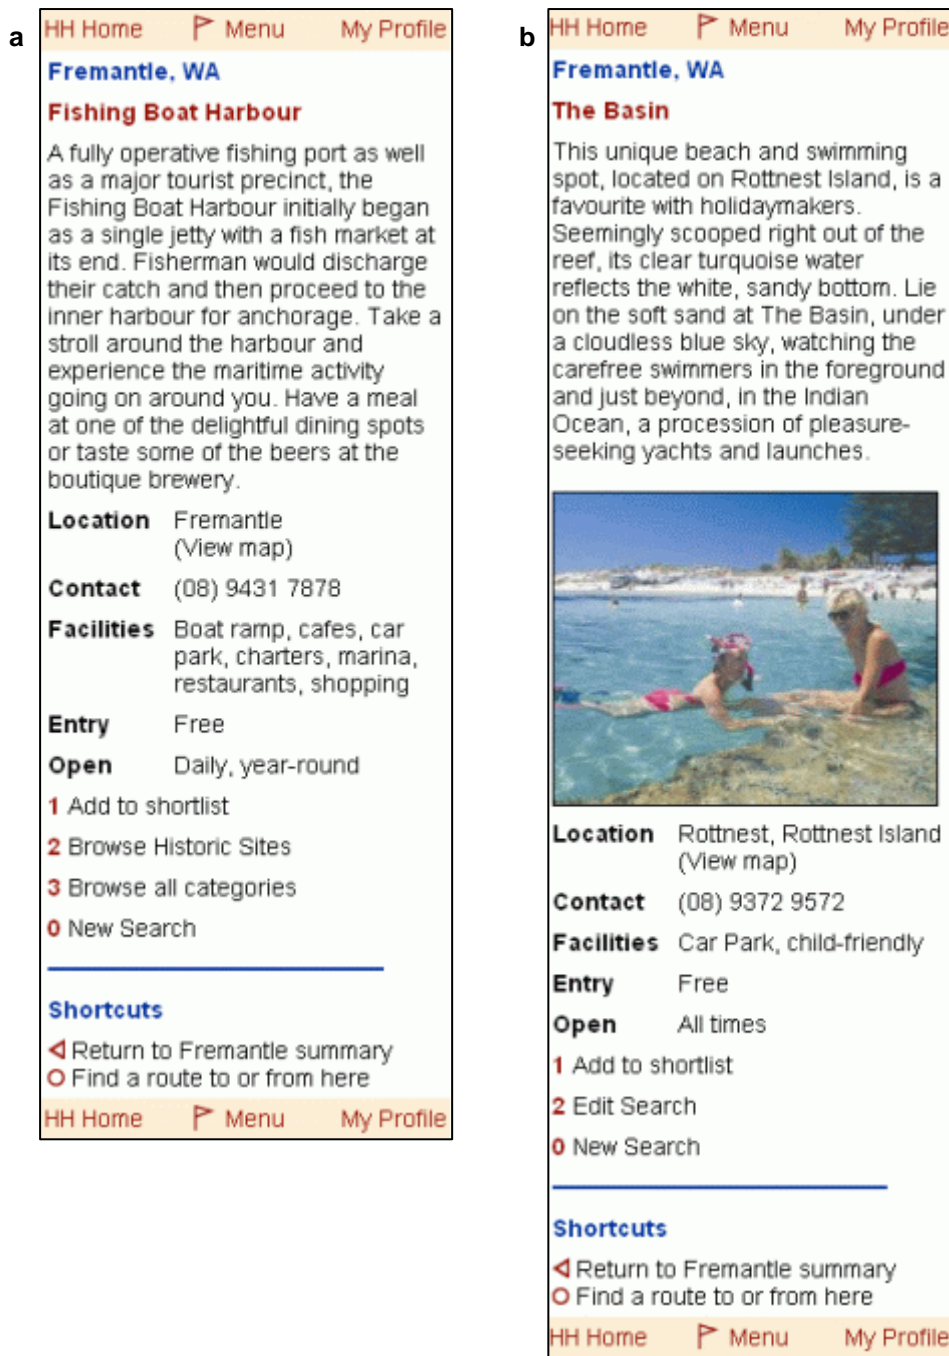 a
HH Home Menu My Profile
Fremantle, WA
Fishing Boat Harbour
A fully operative fishing port as well
as a major tourist precinct, the
Fishing Boat Harbour initially began
as a single jetty with a fish market at
its end. Fisherman would discharge
their catch and then proceed to the
inner harbour for anchorage. Take a
stroll around the harbour and
experience the maritime activity
going on around you. Have a meal
at one of the delightful dining spots
or taste some of the beers at the
boutique brewery.
Location Fremantle
(View map)
Contact (08) 9431 7878
Facilities Boat ramp, cafes, car
park, charters, marina,
restaurants, shopping
Entry Free
Open Daily, year-round
1 Add to shortlist
2 Browse Historic Sites
3 Browse all categories
0 New Search
Shortcuts
Return to Fremantle summary
Find a route to or from here
HH Home Menu My Profile
b
HH Home Menu My Profile
Fremantle, WA
The Basin
This unique beach and swimming
spot, located on Rottnest Island, is a
favourite with holidaymakers.
Seemingly scooped right out of the
reef, its clear turquoise water
reflects the white, sandy bottom. Lie
on the soft sand at The Basin, under
a cloudless blue sky, watching the
carefree swimmers in the foreground
and just beyond, in the Indian
Ocean, a procession of pleasure-
seeking yachts and launches.
Location Rottnest, Rottnest Island
(View map)
Contact (08) 9372 9572
Facilities Car Park, child-friendly
Entry Free
Open All times
1 Add to shortlist
2 Edit Search
0 New Search
Shortcuts
Return to Fremantle summary
Find a route to or from here
HH Home Menu My Profile